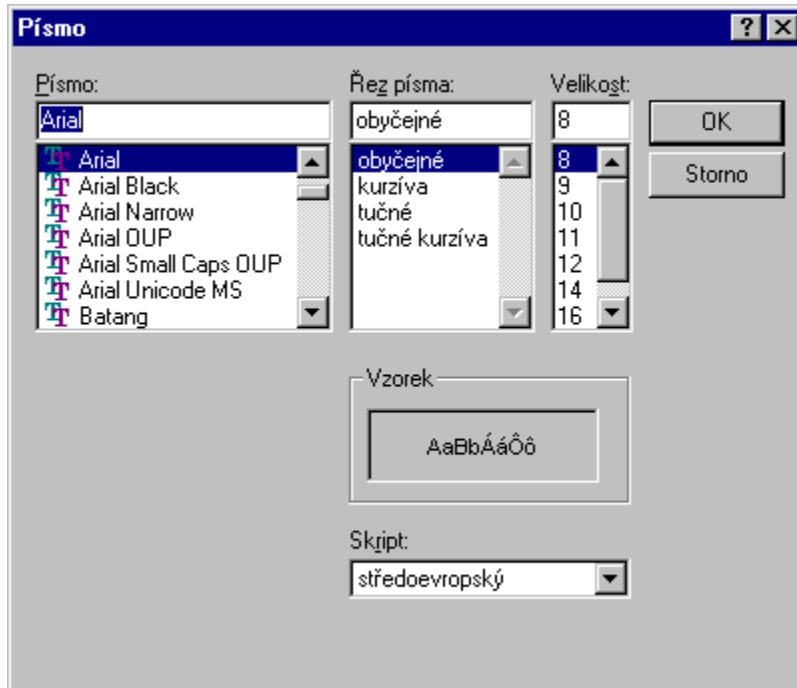 Písmo
Písmo:
Arial
Arial
Arial Black
Arial Narrow
Arial OUP
Arial Small Caps OUP
Arial Unicode MS
Batang
Řez písma:
obyčejné
obyčejné
kurzíva
tučné
tučné kurzíva
Velikost:
8
8
9
10
11
12
14
16
OK
Storno
Vzorek
AaBbÁáÔô
Skript:
středoevropský